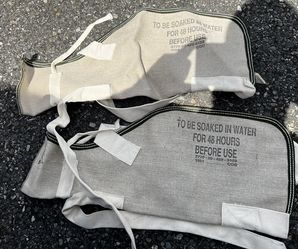 TO BE SOAKED IN WATER
FOR 48 HOURS
BEFORE USE
TO BE SOAKED IN WATER
FOR 48 HOURS
BEFORE USE